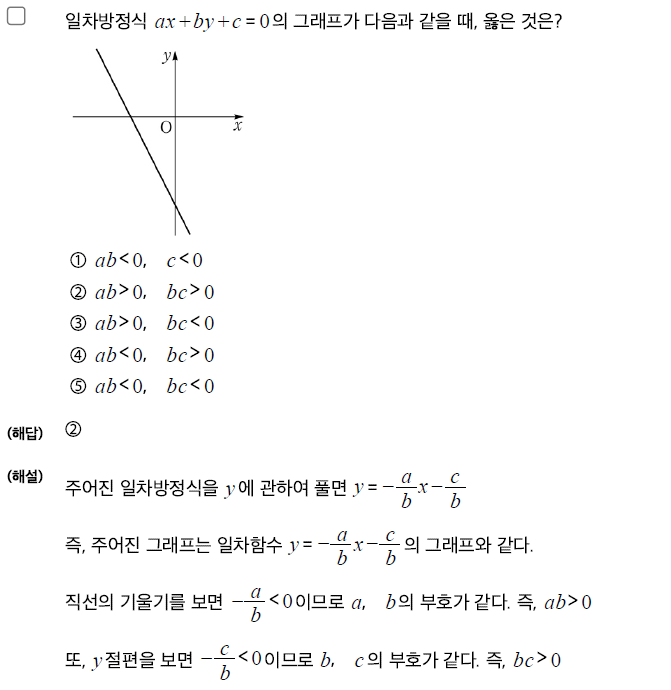 일차방정식 ax+by+c=0의 그래프가 다음과 같을 때, 옳은 것은?
y
O
x
① ab<0, c<0
② ab>0, bc>0
③ ab>0, bc<0
④ ab<0, bc>0
⑤ ab<0, bc<0
(해답) ②
(해설)
주어진 일차방정식을 y에 관하여 풀면 y=-a/b x-c/b
즉, 주어진 그래프는 일차함수 y=-a/b x-c/b의 그래프와 같다.
직선의 기울기를 보면 -a/b<0이므로 a, b의 부호가 같다. 즉, ab>0
또, y절편을 보면 -c/b<0이므로 b, c의 부호가 같다. 즉, bc>0